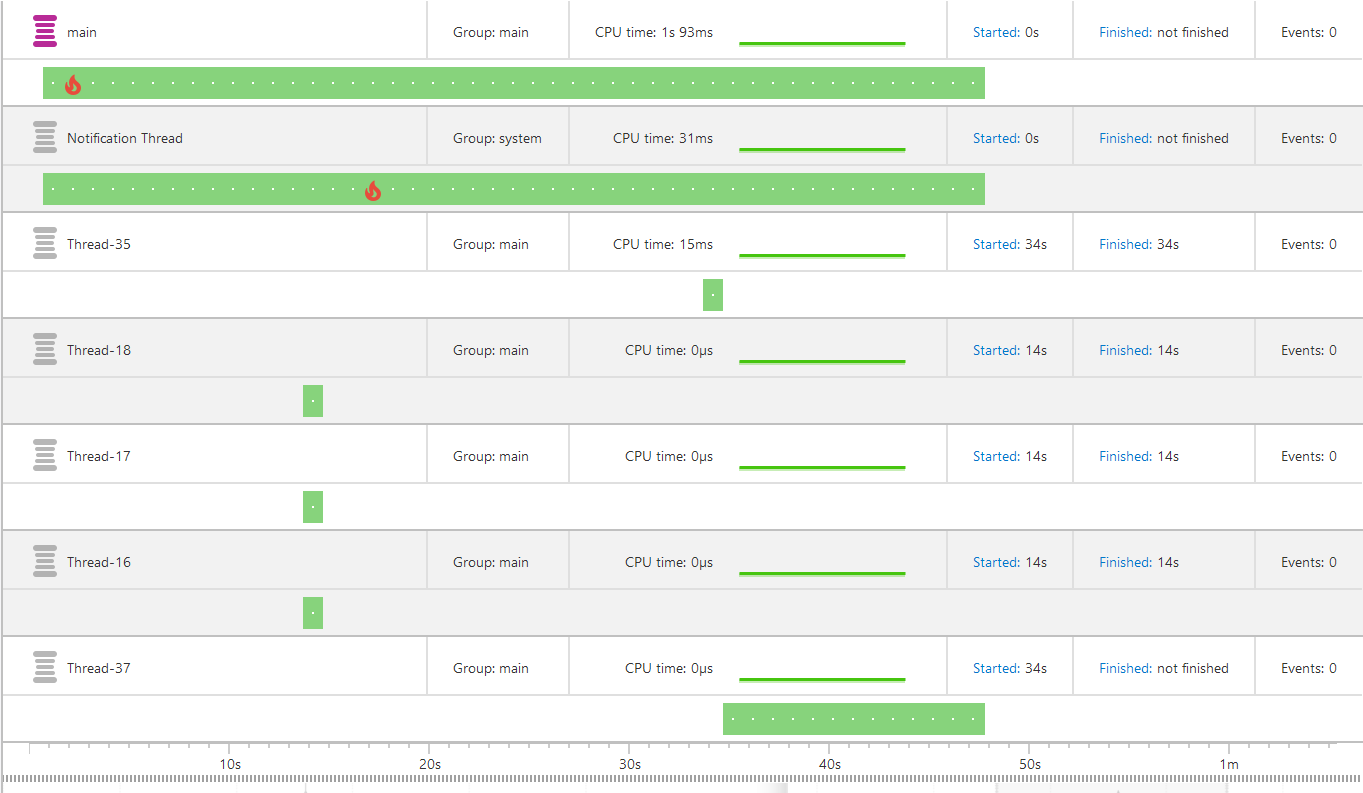 main Group: main CPU time: 1s 93ms Started: 0s Finished: not finished Events: 0
Notification Thread Group: system CPU time: 31ms Started: 0s Finished: not finished Events: 0
Thread-35 Group: main CPU time: 15ms Started: 34s Finished: 34s Events: 0
Thread-18 Group: main CPU time: 0µs Started: 14s Finished: 14s Events: 0
Thread-17 Group: main CPU time: 0µs Started: 14s Finished: 14s Events: 0
Thread-16 Group: main CPU time: 0µs Started: 14s Finished: 14s Events: 0
Thread-37 Group: main CPU time: 0µs Started: 34s Finished: not finished Events: 0
10s 20s 30s 40s 50s 1m